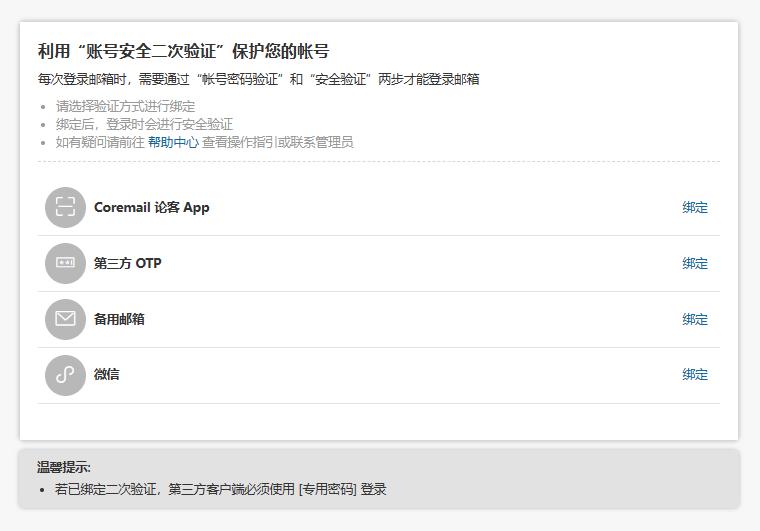 利用“账号安全二次验证”保护您的帐号
每次登录邮箱时，需要通过“帐号密码验证”和“安全验证”两步才能登录邮箱
请选择验证方式进行绑定
绑定后，登录时会进行安全验证
如有疑问请前往 帮助中心 查看操作指引或联系管理员
Coremail 论客 App 绑定
第三方 OTP 绑定
备用邮箱 绑定
微信 绑定
温馨提示:
若已绑定二次验证，第三方客户端必须使用 [专用密码] 登录